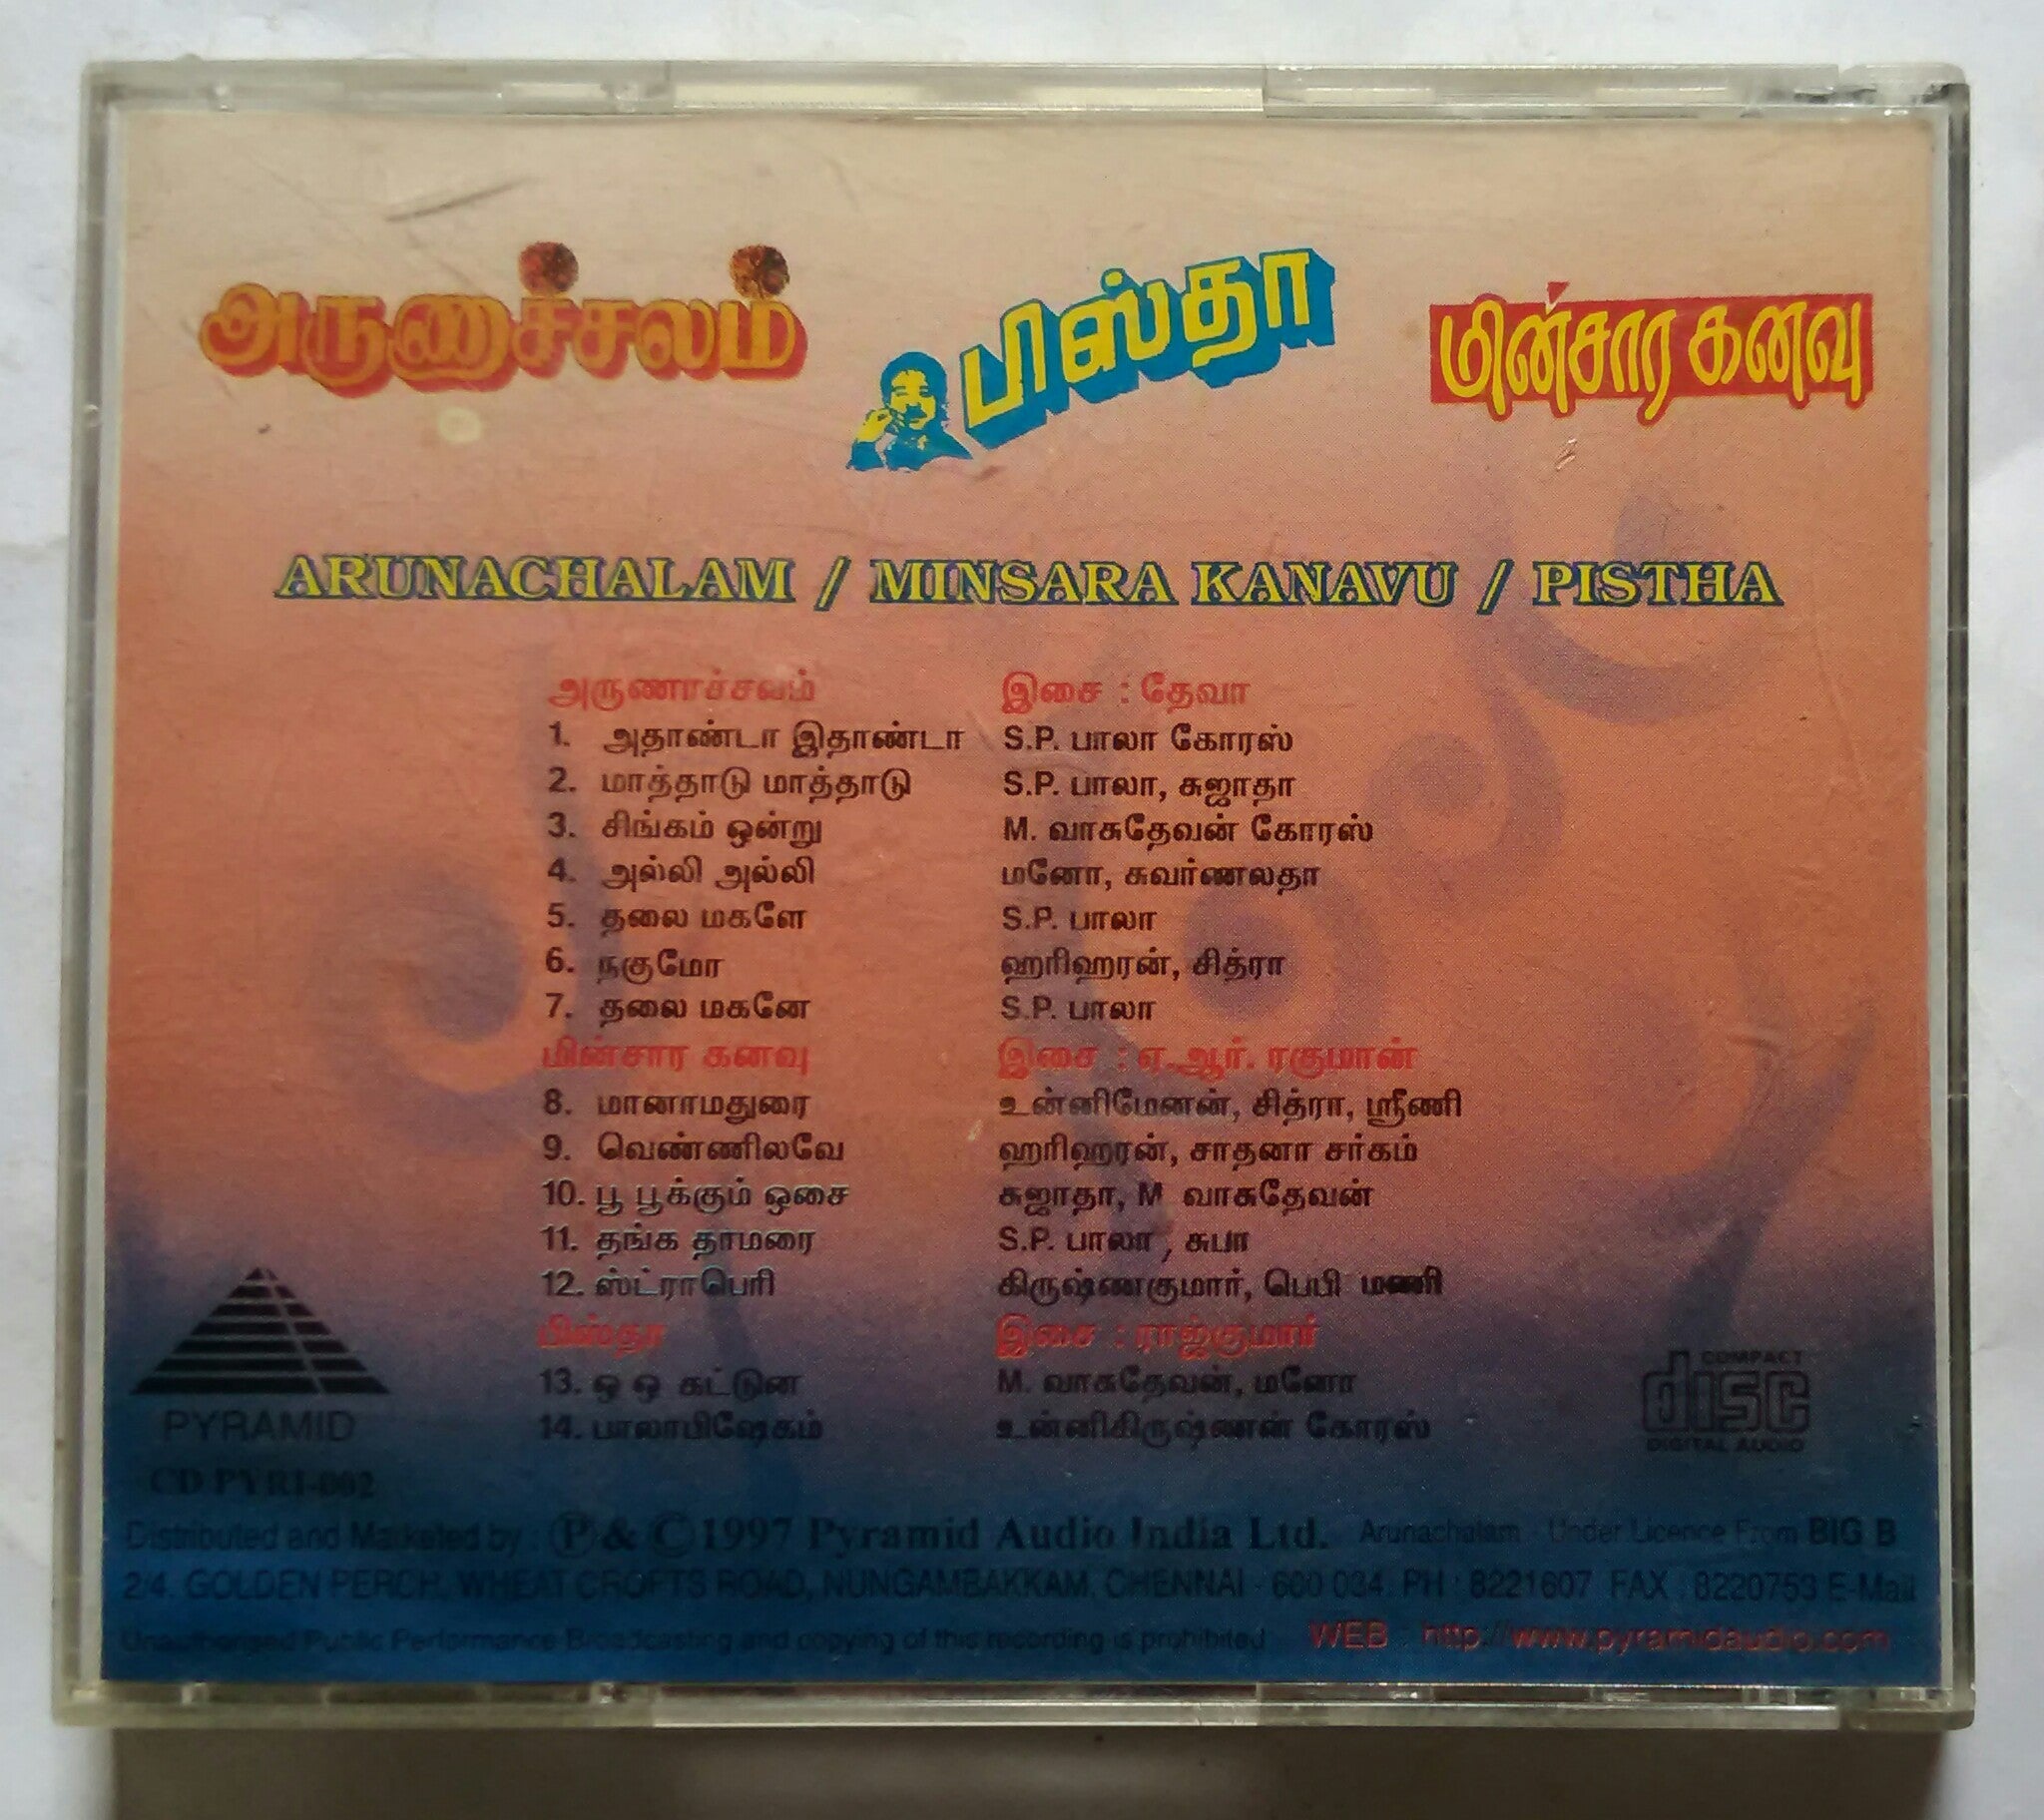 அருணாச்சலம்
பிஸ்தா
மின்சார கனவு
ARUNACHALAM / MINSARA KANAVU / PISTHA
அருணாச்சலம் இசை : தேவா
1. அதாண்டா இதாண்டா S.P. பாலா கோரஸ்
2. மாத்தாடு மாத்தாடு S.P. பாலா, சுஜாதா
3. சிங்கம் ஒன்று M. வாசுதேவன் கோரஸ்
4. அல்லி அல்லி மனோ, சுவர்ணலதா
5. தலை மகளே S.P. பாலா
6. நகுமோ ஹரிஹரன், சித்ரா
7. தலை மகனே S.P. பாலா
மின்சார கனவு இசை : ஏ.ஆர். ரகுமான்
8. மானாமதுரை உன்னிமேனன், சித்ரா, ஸ்ரீணி
9. வெண்ணிலவே ஹரிஹரன், சாதனா சர்கம்
10. பூ பூக்கும் ஒசை சுஜாதா, M வாசுதேவன்
11. தங்க தாமரை S.P. பாலா, சுபா
12. ஸ்ட்ராபெரி கிருஷ்ணகுமார், பெபி மணி
பிஸ்தா இசை : ராஜ்குமார்
13. ஒ ஒ கட்டுன M. வாசுதேவன், மனோ
14. பாலாபிஷேகம் உன்னிகிருஷ்ணன் கோரஸ்
PYRAMID
COMPACT
disc
DIGITAL AUDIO
CD PYRI-002
Distributed and Marketed by : Ⓟ & © 1997 Pyramid Audio India Ltd. Arunachalam - Under Licence From BIG B
2/4, GOLDEN PERCH, WHEAT CROFTS ROAD, NUNGAMBAKKAM, CHENNAI - 600 034. PH : 8221607 FAX : 8220753 E-Mail
Unauthorised Public Performance Broadcasting and copying of this recording is prohibited WEB : http://www.pyramidaudio.com